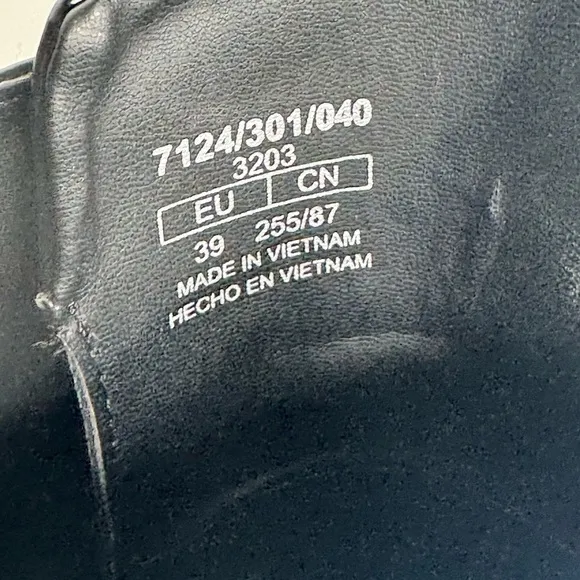 7124/301/040
3203
EU CN
39 255/87
MADE IN VIETNAM
HECHO EN VIETNAM